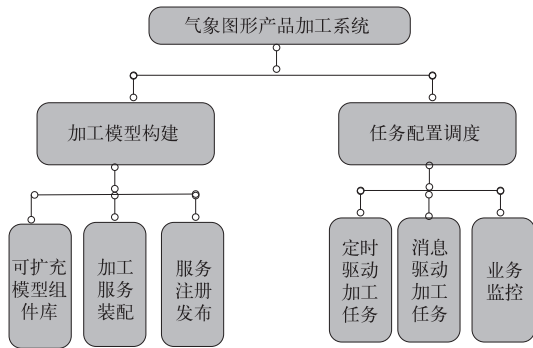 气象图形产品加工系统
加工模型构建
任务配置调度
可扩充
模型组
件库
加工
服务
装配
服务
注册
发布
定时
驱动
加工
任务
消息
驱动
加工
任务
业务
监控